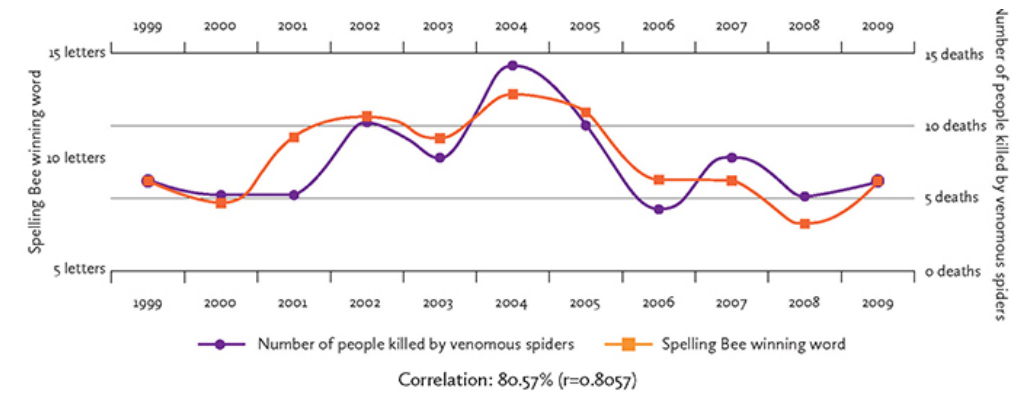 1999 2000 2001 2002 2003 2004 2005 2006 2007 2008 2009
15 letters
15 deaths
10 deaths
10 letters
5 deaths
5 letters
0 deaths
Spelling Bee winning word
Number of people killed by venomous spiders
1999 2000 2001 2002 2003 2004 2005 2006 2007 2008 2009
Number of people killed by venomous spiders
Spelling Bee winning word
Correlation: 80.57% (r=0.8057)